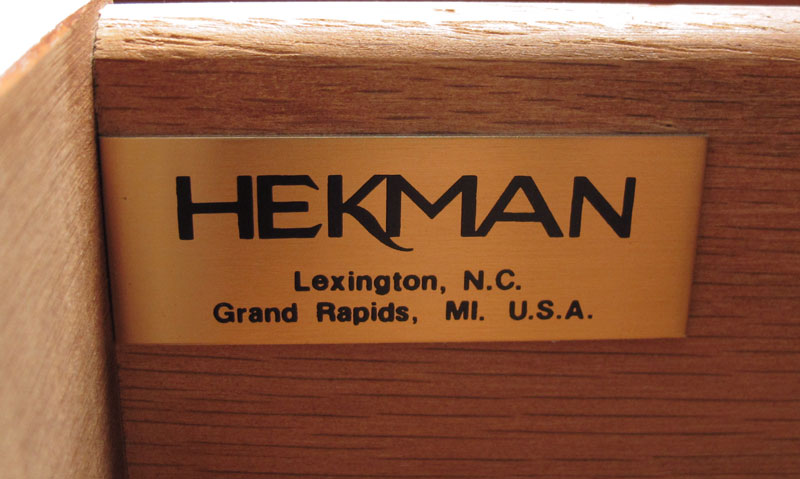 HEKMAN
Lexington, N.C.
Grand Rapids, MI. U.S.A.